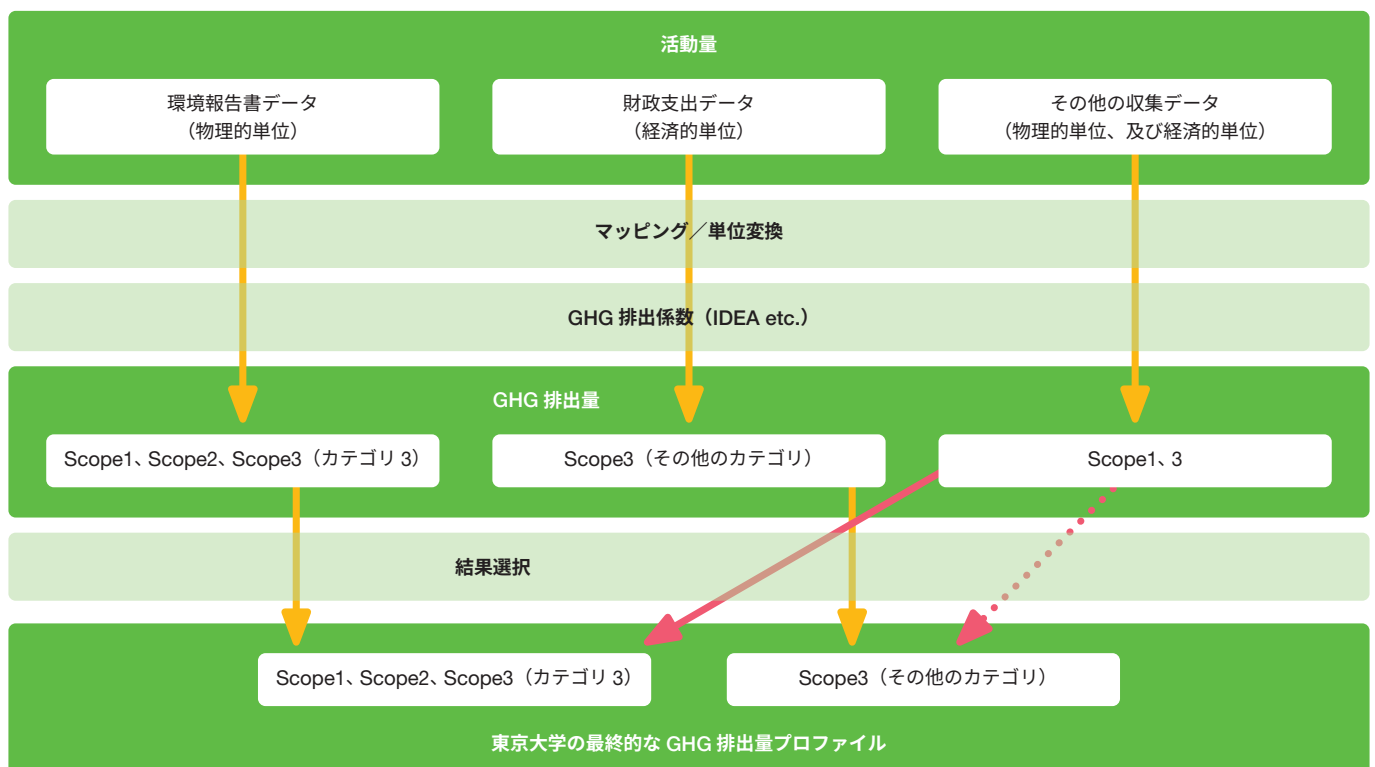 活動量
環境報告書データ
（物理的単位）
財政支出データ
（経済的単位）
その他の収集データ
（物理的単位、及び経済的単位）
マッピング／単位変換
GHG 排出係数（IDEA etc.）
GHG 排出量
Scope1、Scope2、Scope3（カテゴリ 3）
Scope3（その他のカテゴリ）
Scope1、3
結果選択
Scope1、Scope2、Scope3（カテゴリ 3）
Scope3（その他のカテゴリ）
東京大学の最終的な GHG 排出量プロファイル